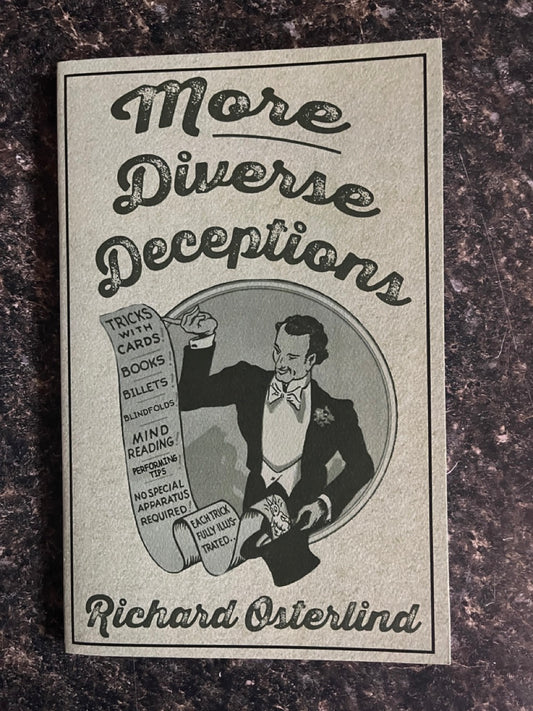 More
Diverse
Deceptions
TRICKS
WITH
CARDS!
BOOKS!
BILLETS!
BLINDFOLDS!
MIND
READING!
PERFORMING
TIPS
NO SPECIAL
APPARATUS
REQUIRED!
EACH TRICK
FULLY ILLUS-
TRATED..
Richard Osterlind